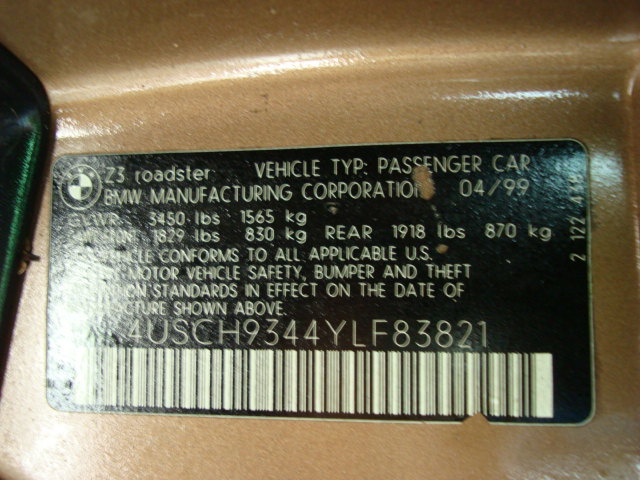 Z3 roadster: VEHICLE TYP: PASSENGER CAR
BMW MANUFACTURING CORPORATION 04/99
3450 lbs 1565 kg
1829 lbs 830 kg REAR 1918 lbs 870 kg
VEHICLE CONFORMS TO ALL APPLICABLE U.S.
MOTOR VEHICLE SAFETY, BUMPER AND THEFT
STANDARDS IN EFFECT ON THE DATE OF
SHOWN ABOVE.
4USCH9344YLF83821
2 122